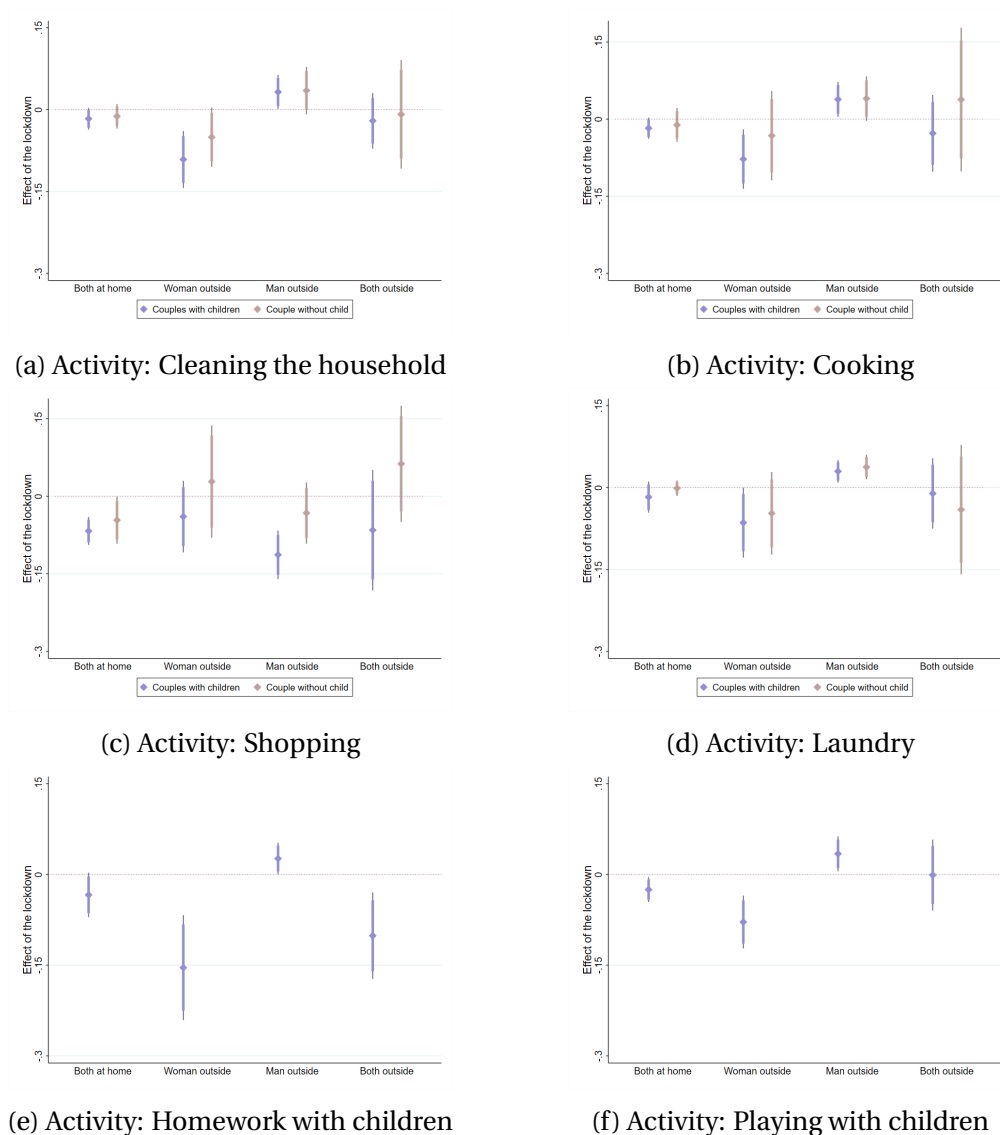 .15
0
-.15
-.3
Effect of the lockdown
Both at home Woman outside Man outside Both outside
Couples with children Couple without child
(a) Activity: Cleaning the household
.15
0
-.15
-.3
Effect of the lockdown
Both at home Woman outside Man outside Both outside
Couples with children Couple without child
(b) Activity: Cooking
.15
0
-.15
-.3
Effect of the lockdown
Both at home Woman outside Man outside Both outside
Couples with children Couple without child
(c) Activity: Shopping
.15
0
-.15
-.3
Effect of the lockdown
Both at home Woman outside Man outside Both outside
Couples with children Couple without child
(d) Activity: Laundry
.15
0
-.15
-.3
Effect of the lockdown
Both at home Woman outside Man outside Both outside
(e) Activity: Homework with children
.15
0
-.15
-.3
Effect of the lockdown
Both at home Woman outside Man outside Both outside
(f) Activity: Playing with children